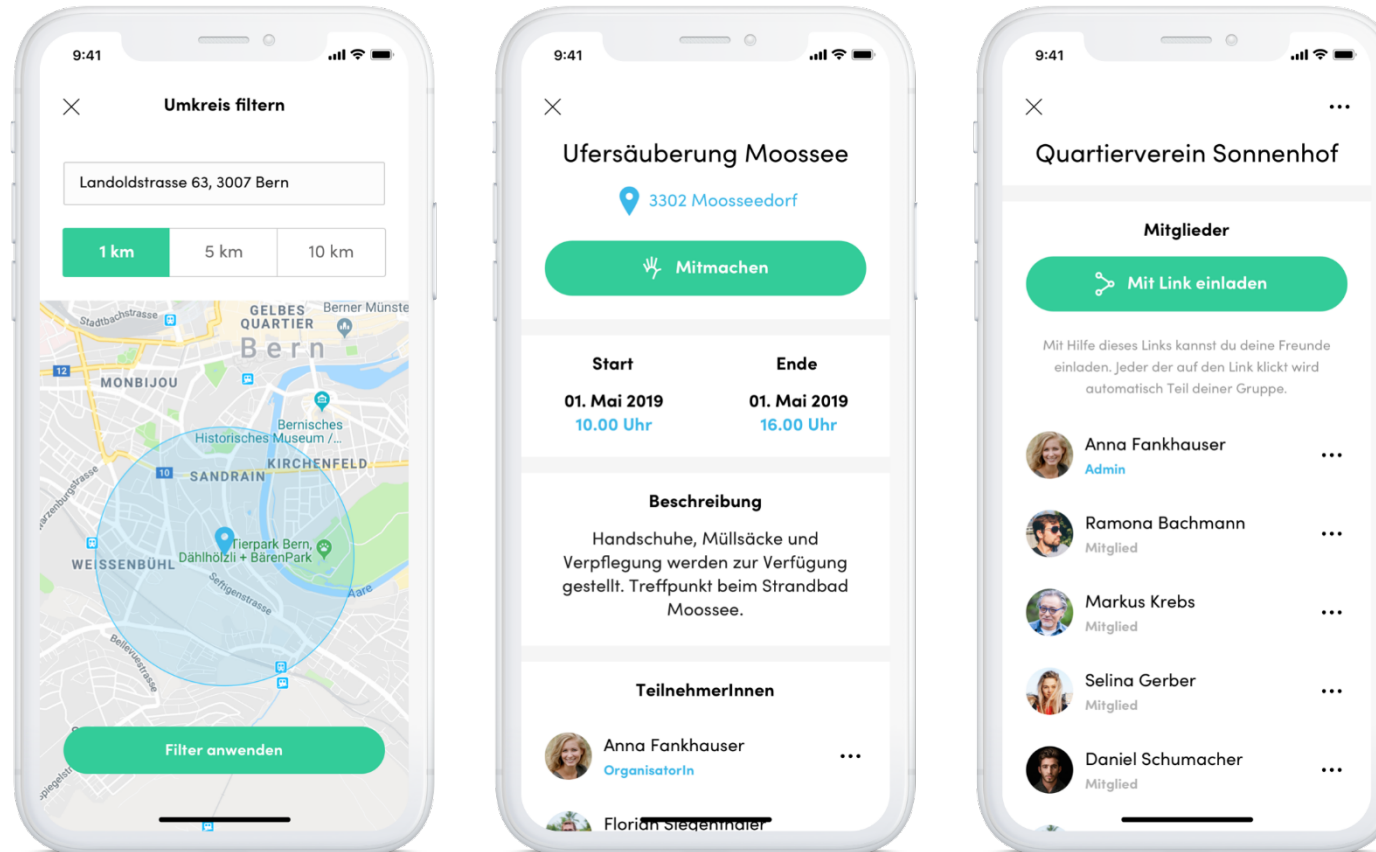 9:41
Umkreis filtern
Landoldstrasse 63, 3007 Bern
1 km
5 km
10 km
Stadtbachstrasse
GELBES
QUARTIER
Berner Münste
Bern
12
MONBIJOU
Bernisches
Historisches Museum /...
KIRCHENFELD
10
SANDRAIN
arzenburgstrasse
WEISSENBÜHL
Tierpark Bern,
Dählhölzli + BärenPark
Seftigenstrasse
Aare
Bellevuestrasse
Filter anwenden
9:41
Ufersäuberung Moossee
3302 Moosseedorf
Mitmachen
Start
01. Mai 2019
10.00 Uhr
Ende
01. Mai 2019
16.00 Uhr
Beschreibung
Handschuhe, Müllsäcke und
Verpflegung werden zur Verfügung
gestellt. Treffpunkt beim Strandbad
Moossee.
TeilnehmerInnen
Anna Fankhauser
OrganisatorIn
Florian Siegenthaler
9:41
Quartierverein Sonnenhof
Mitglieder
Mit Link einladen
Mit Hilfe dieses Links kannst du deine Freunde
einladen. Jeder der auf den Link klickt wird
automatisch Teil deiner Gruppe.
Anna Fankhauser
Admin
Ramona Bachmann
Mitglied
Markus Krebs
Mitglied
Selina Gerber
Mitglied
Daniel Schumacher
Mitglied